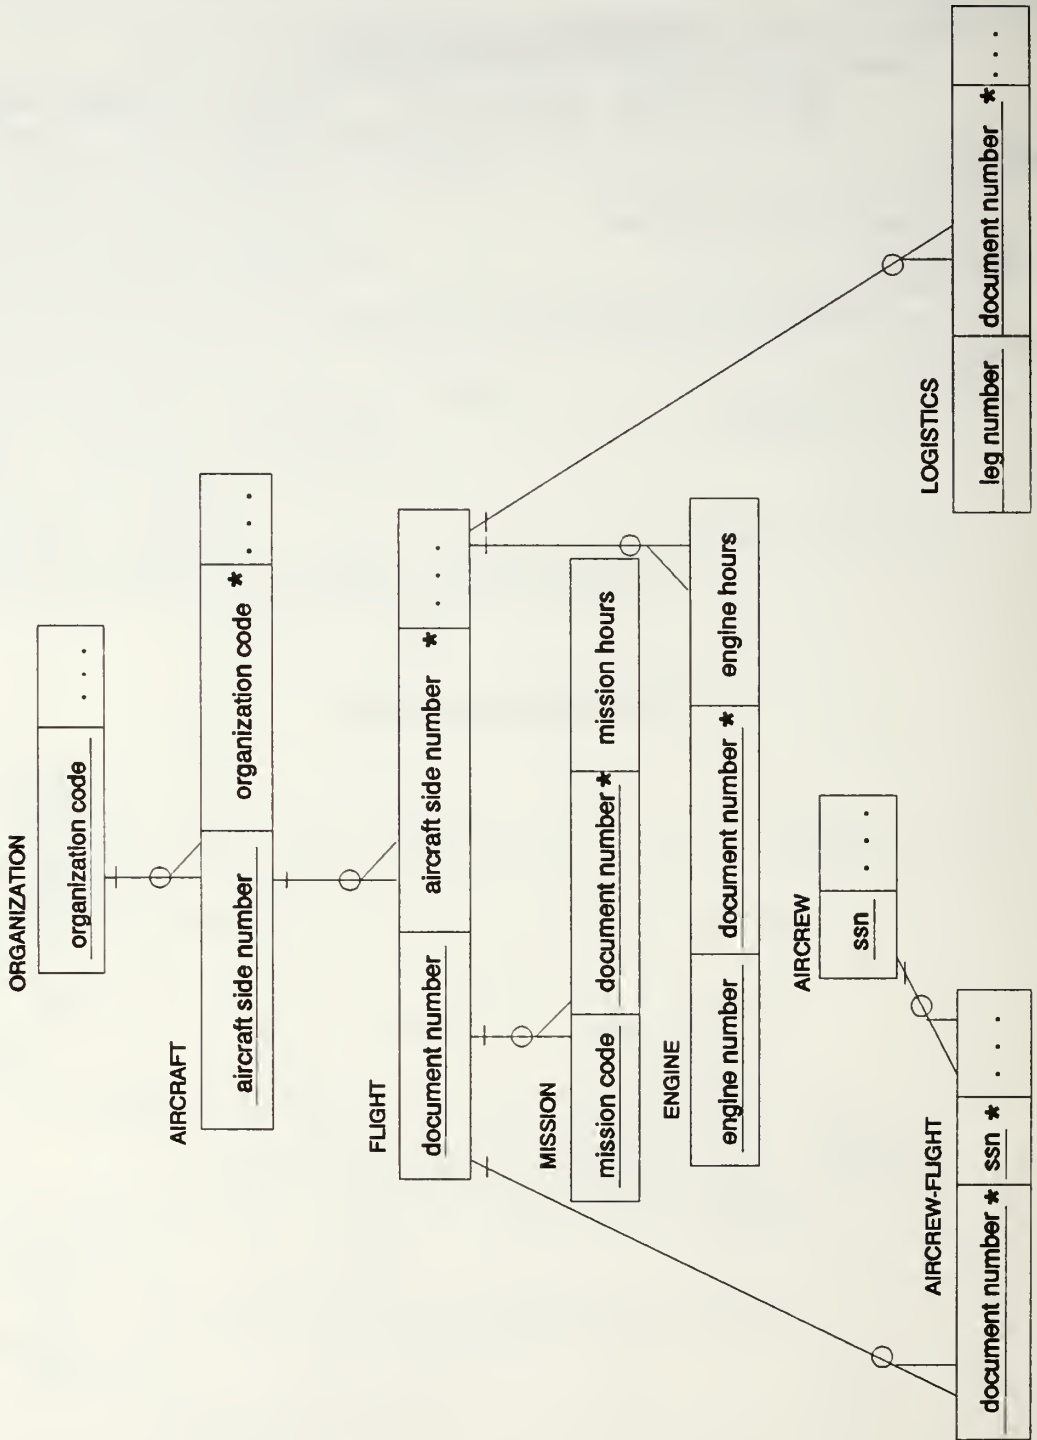 ORGANIZATION
organization code . . .
AIRCRAFT
aircraft side number organization code * . . .
FLIGHT
document number aircraft side number * . . .
MISSION
mission code document number * mission hours
ENGINE
engine number document number * engine hours
AIRCREW
ssn . . .
AIRCREW-FLIGHT
document number * ssn * . . .
LOGISTICS
leg number document number * . . .